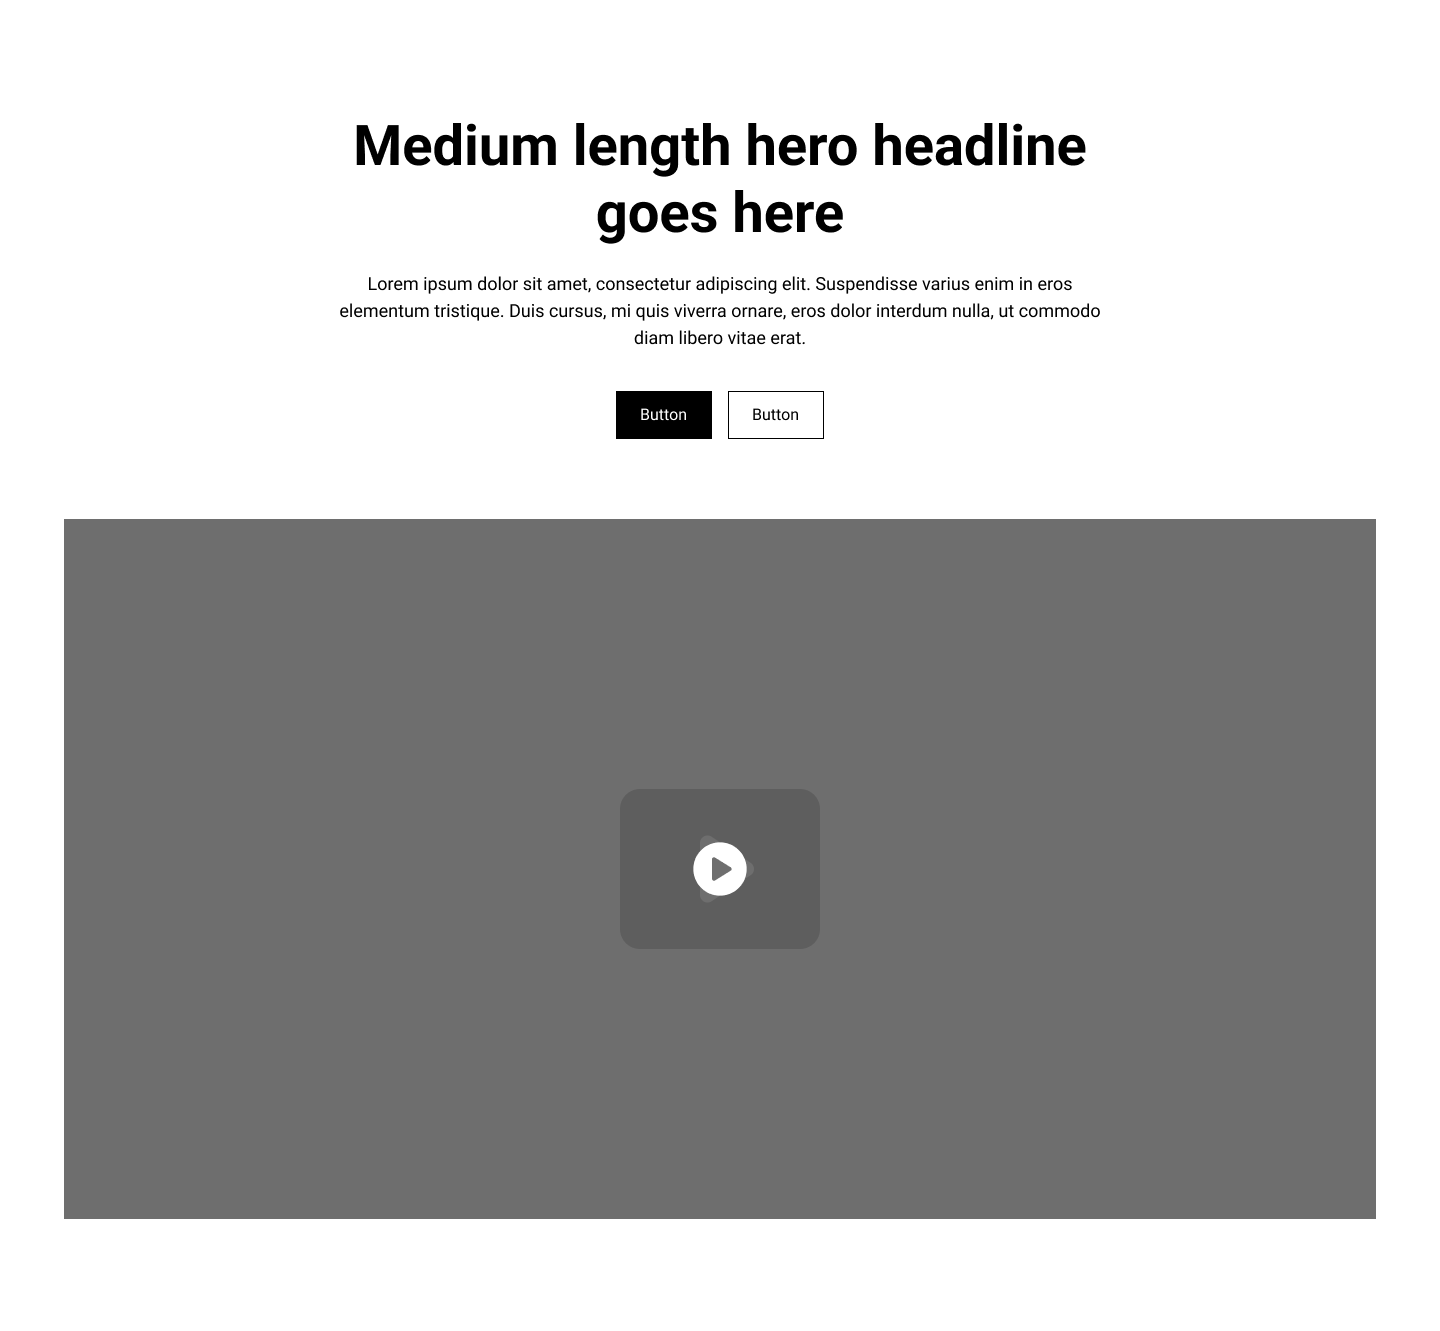 Medium length hero headline
goes here
Lorem ipsum dolor sit amet, consectetur adipiscing elit. Suspendisse varius enim in eros
elementum tristique. Duis cursus, mi quis viverra ornare, eros dolor interdum nulla, ut commodo
diam libero vitae erat.
Button
Button